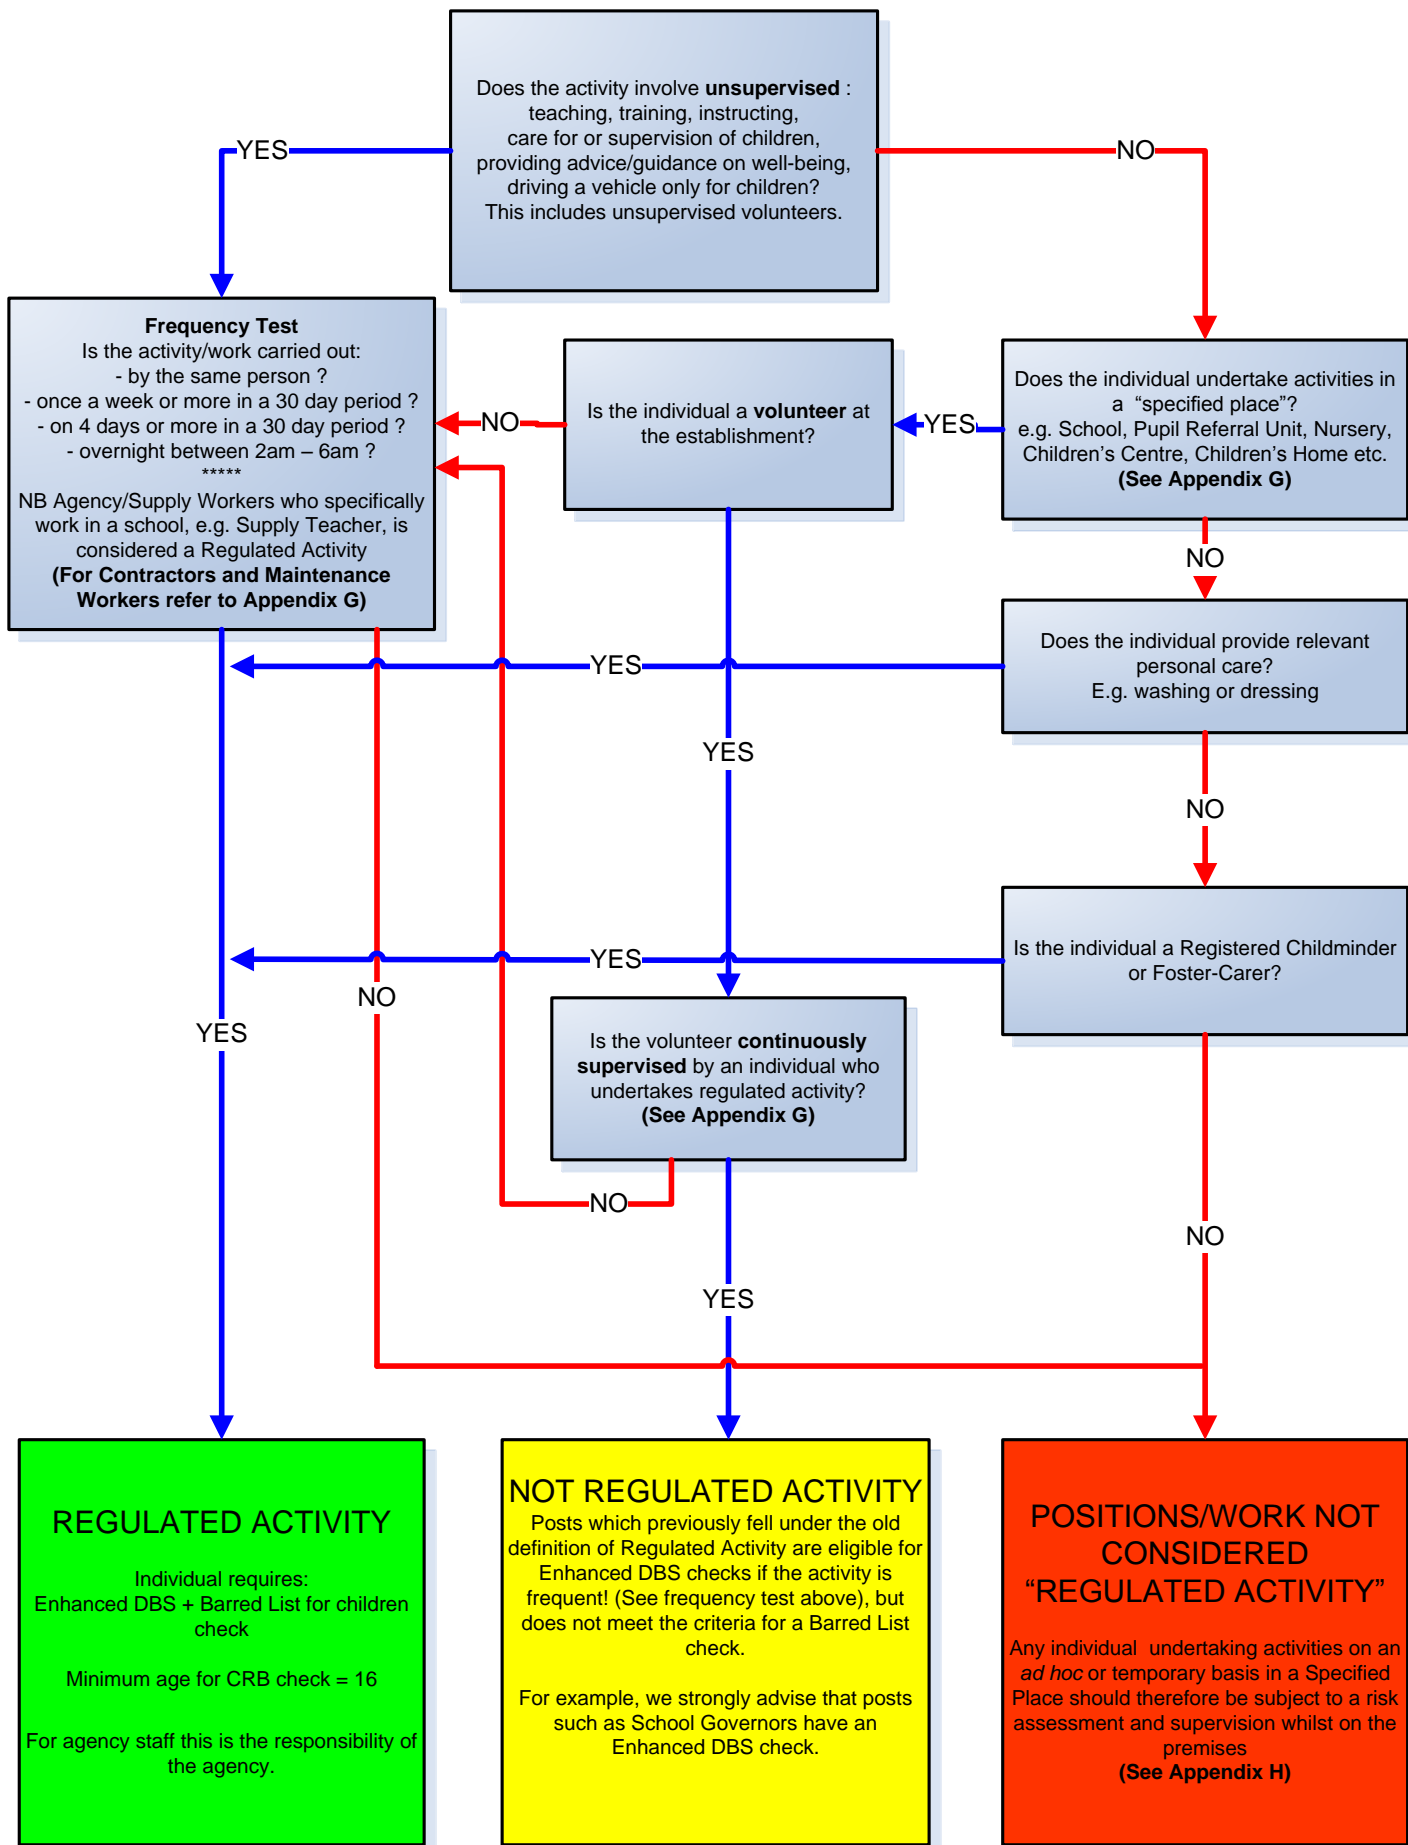 Does the activity involve unsupervised :
teaching, training, instructing,
care for or supervision of children,
providing advice/guidance on well-being,
driving a vehicle only for children?
This includes unsupervised volunteers.
YES
NO
Frequency Test
Is the activity/work carried out:
- by the same person ?
- once a week or more in a 30 day period ?
- on 4 days or more in a 30 day period ?
- overnight between 2am – 6am ?
*****
NB Agency/Supply Workers who specifically
work in a school, e.g. Supply Teacher, is
considered a Regulated Activity
(For Contractors and Maintenance
Workers refer to Appendix G)
NO
Is the individual a volunteer at
the establishment?
YES
Does the individual undertake activities in
a “specified place”?
e.g. School, Pupil Referral Unit, Nursery,
Children’s Centre, Children’s Home etc.
(See Appendix G)
NO
YES
Does the individual provide relevant
personal care?
E.g. washing or dressing
YES
NO
YES
Is the individual a Registered Childminder
or Foster-Carer?
NO
YES
Is the volunteer continuously
supervised by an individual who
undertakes regulated activity?
(See Appendix G)
NO
NO
YES
REGULATED ACTIVITY
Individual requires:
Enhanced DBS + Barred List for children
check
Minimum age for CRB check = 16
For agency staff this is the responsibility of
the agency.
NOT REGULATED ACTIVITY
Posts which previously fell under the old
definition of Regulated Activity are eligible for
Enhanced DBS checks if the activity is
frequent! (See frequency test above), but
does not meet the criteria for a Barred List
check.
For example, we strongly advise that posts
such as School Governors have an
Enhanced DBS check.
POSITIONS/WORK NOT
CONSIDERED
“REGULATED ACTIVITY”
Any individual  undertaking activities on an
ad hoc or temporary basis in a Specified
Place should therefore be subject to a risk
assessment and supervision whilst on the
premises
(See Appendix H)